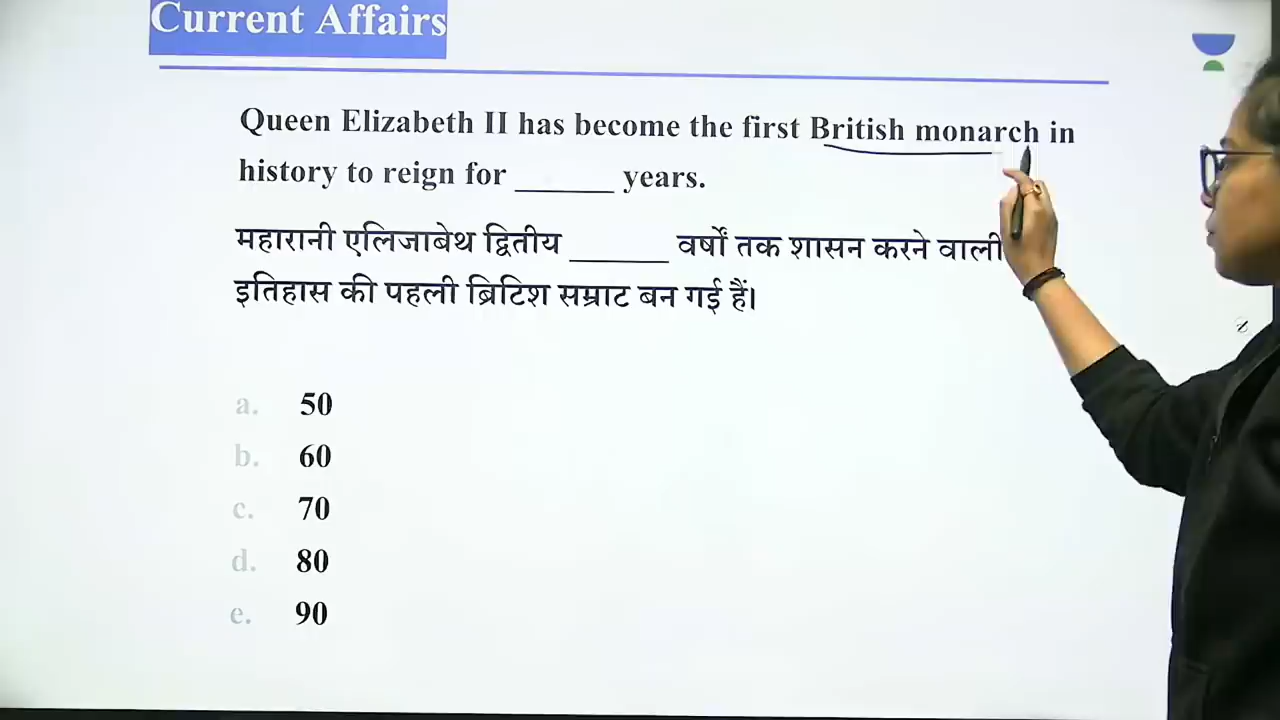 Current Affairs
Queen Elizabeth II has become the first British monarch in
history to reign for ______ years.
महारानी एलिजाबेथ द्वितीय ______ वर्षों तक शासन करने वाली
इतिहास की पहली ब्रिटिश सम्राट बन गई हैं।
a. 50
b. 60
c. 70
d. 80
e. 90